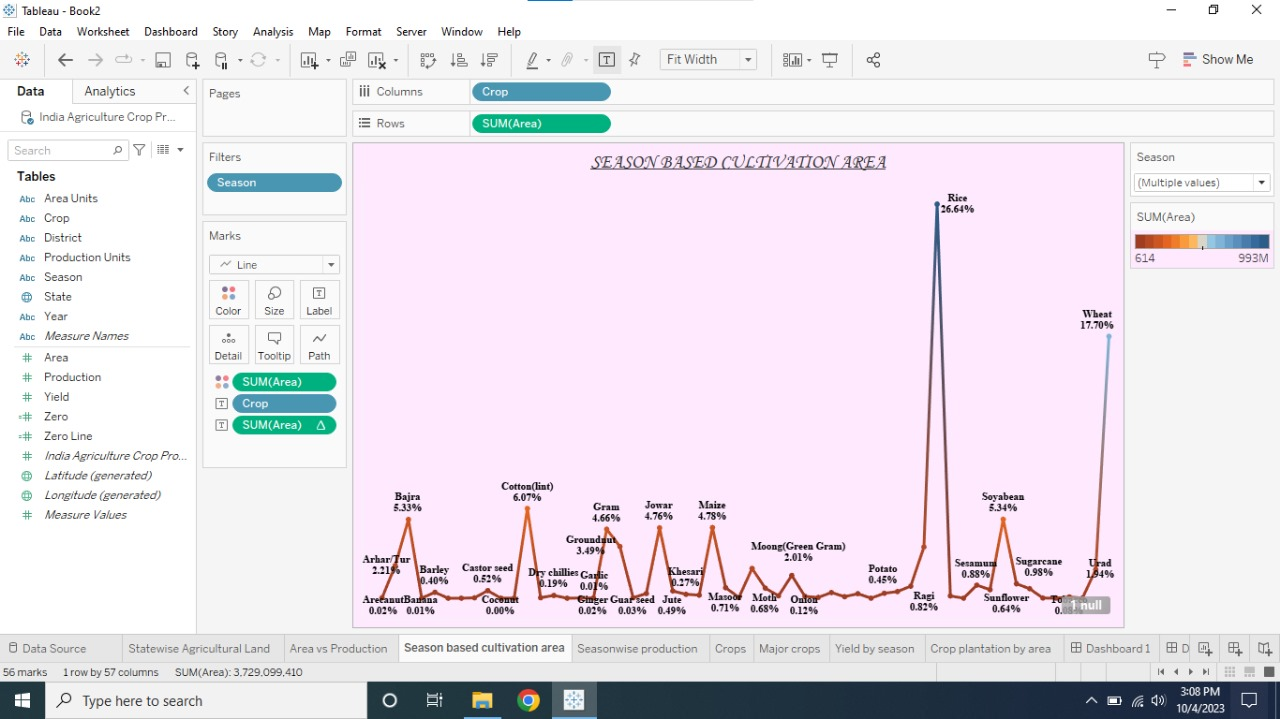 Tableau - Book2
File Data Worksheet Dashboard Story Analysis Map Format Server Window Help
Fit Width
Show Me
Data Analytics
India Agriculture Crop Pr...
Search
Tables
Abc Area Units
Abc Crop
Abc District
Abc Production Units
Abc Season
State
Abc Year
Abc Measure Names
Area
Production
Yield
Zero
Zero Line
India Agriculture Crop Pro...
Latitude (generated)
Longitude (generated)
Measure Values
Pages
Filters
Season
Marks
Line
Color Size Label
Detail Tooltip Path
SUM(Area)
Crop
SUM(Area) Δ
Columns Crop
Rows SUM(Area)
SEASON BASED CULTIVATION AREA
Rice
26.64%
Wheat
17.70%
Cotton(lint)
6.07%
Bajra
5.33%
Gram
4.66%
Jowar
4.76%
Maize
4.78%
Soyabean
5.34%
Groundnut
3.49%
Moong(Green Gram)
2.01%
Arhar/Tur
2.21%
Barley
0.40%
Castor seed
0.52%
Dry chillies
0.19%
Garlic
0.01%
Khesari
0.27%
Potato
0.45%
Sesamum
0.88%
Sugarcane
0.98%
Urad
1.94%
Arecanut
0.02%
Banana
0.01%
Coconut
0.00%
Ginger
0.02%
Guar seed
0.03%
Jute
0.49%
Masoor
0.71%
Moth
0.68%
Onion
0.12%
Ragi
0.82%
Sunflower
0.64%
1 null
Season
(Multiple values)
SUM(Area)
614 993M
Data Source Statewise Agricultural Land Area vs Production Season based cultivation area Seasonwise production Crops Major crops Yield by season Crop plantation by area Dashboard 1 D
56 marks 1 row by 57 columns SUM(Area): 3,729,099,410
Type here to search
3:08 PM
10/4/2023